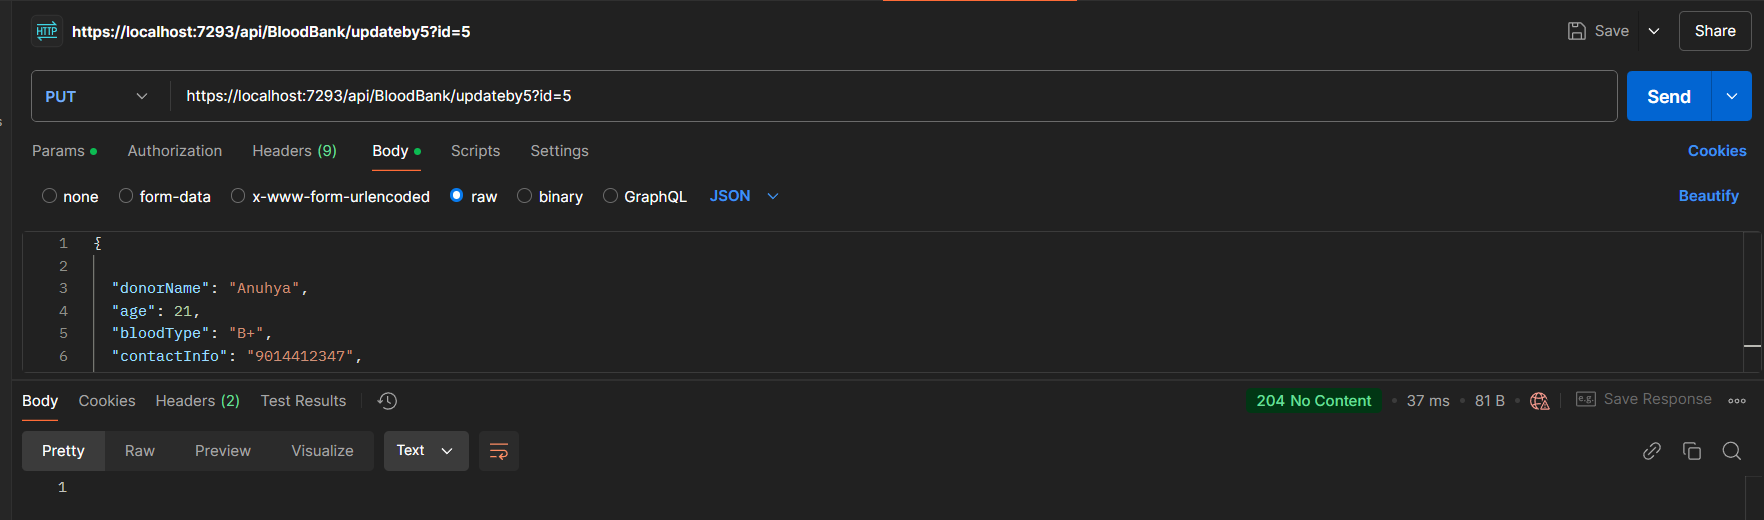 HTTP https://localhost:7293/api/BloodBank/updateby5?id=5 Save Share
PUT https://localhost:7293/api/BloodBank/updateby5?id=5 Send
Params Authorization Headers (9) Body Scripts Settings Cookies
none form-data x-www-form-urlencoded raw binary GraphQL JSON Beautify
1 {
2
3 "donorName": "Anuhya",
4 "age": 21,
5 "bloodType": "B+",
6 "contactInfo": "9014412347",
Body Cookies Headers (2) Test Results 204 No Content 37 ms 81 B e.g. Save Response
Pretty Raw Preview Visualize Text
1